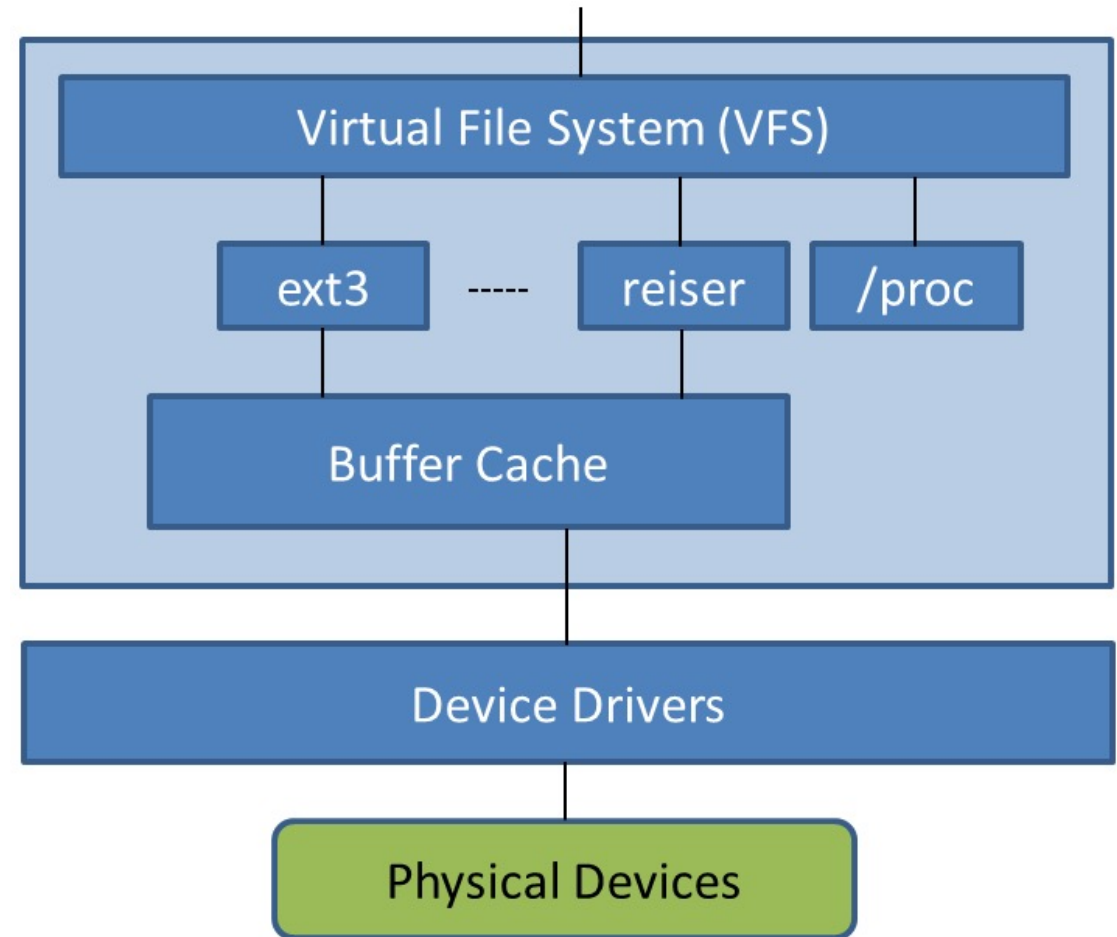 Virtual File System (VFS)
ext3 ----- reiser /proc
Buffer Cache
Device Drivers
Physical Devices